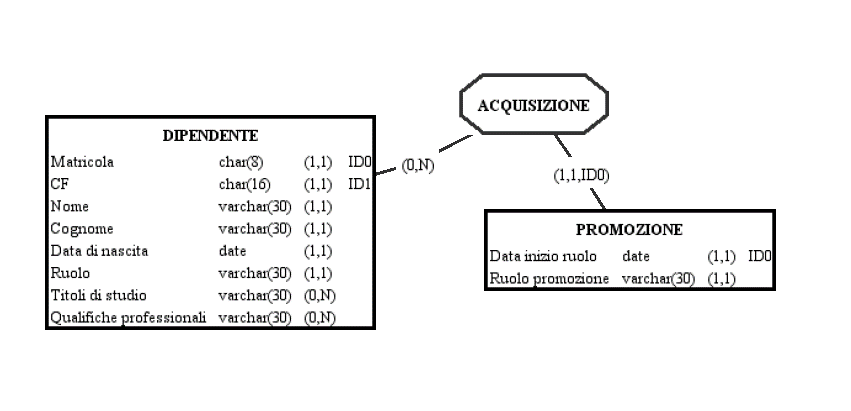 ACQUISIZIONE
DIPENDENTE
Matricola char(8) (1,1) ID0
CF char(16) (1,1) ID1
Nome varchar(30) (1,1)
Cognome varchar(30) (1,1)
Data di nascita date (1,1)
Ruolo varchar(30) (1,1)
Titoli di studio varchar(30) (0,N)
Qualifiche professionali varchar(30) (0,N)
(0,N)
(1,1,ID0)
PROMOZIONE
Data inizio ruolo date (1,1) ID0
Ruolo promozione varchar(30) (1,1)